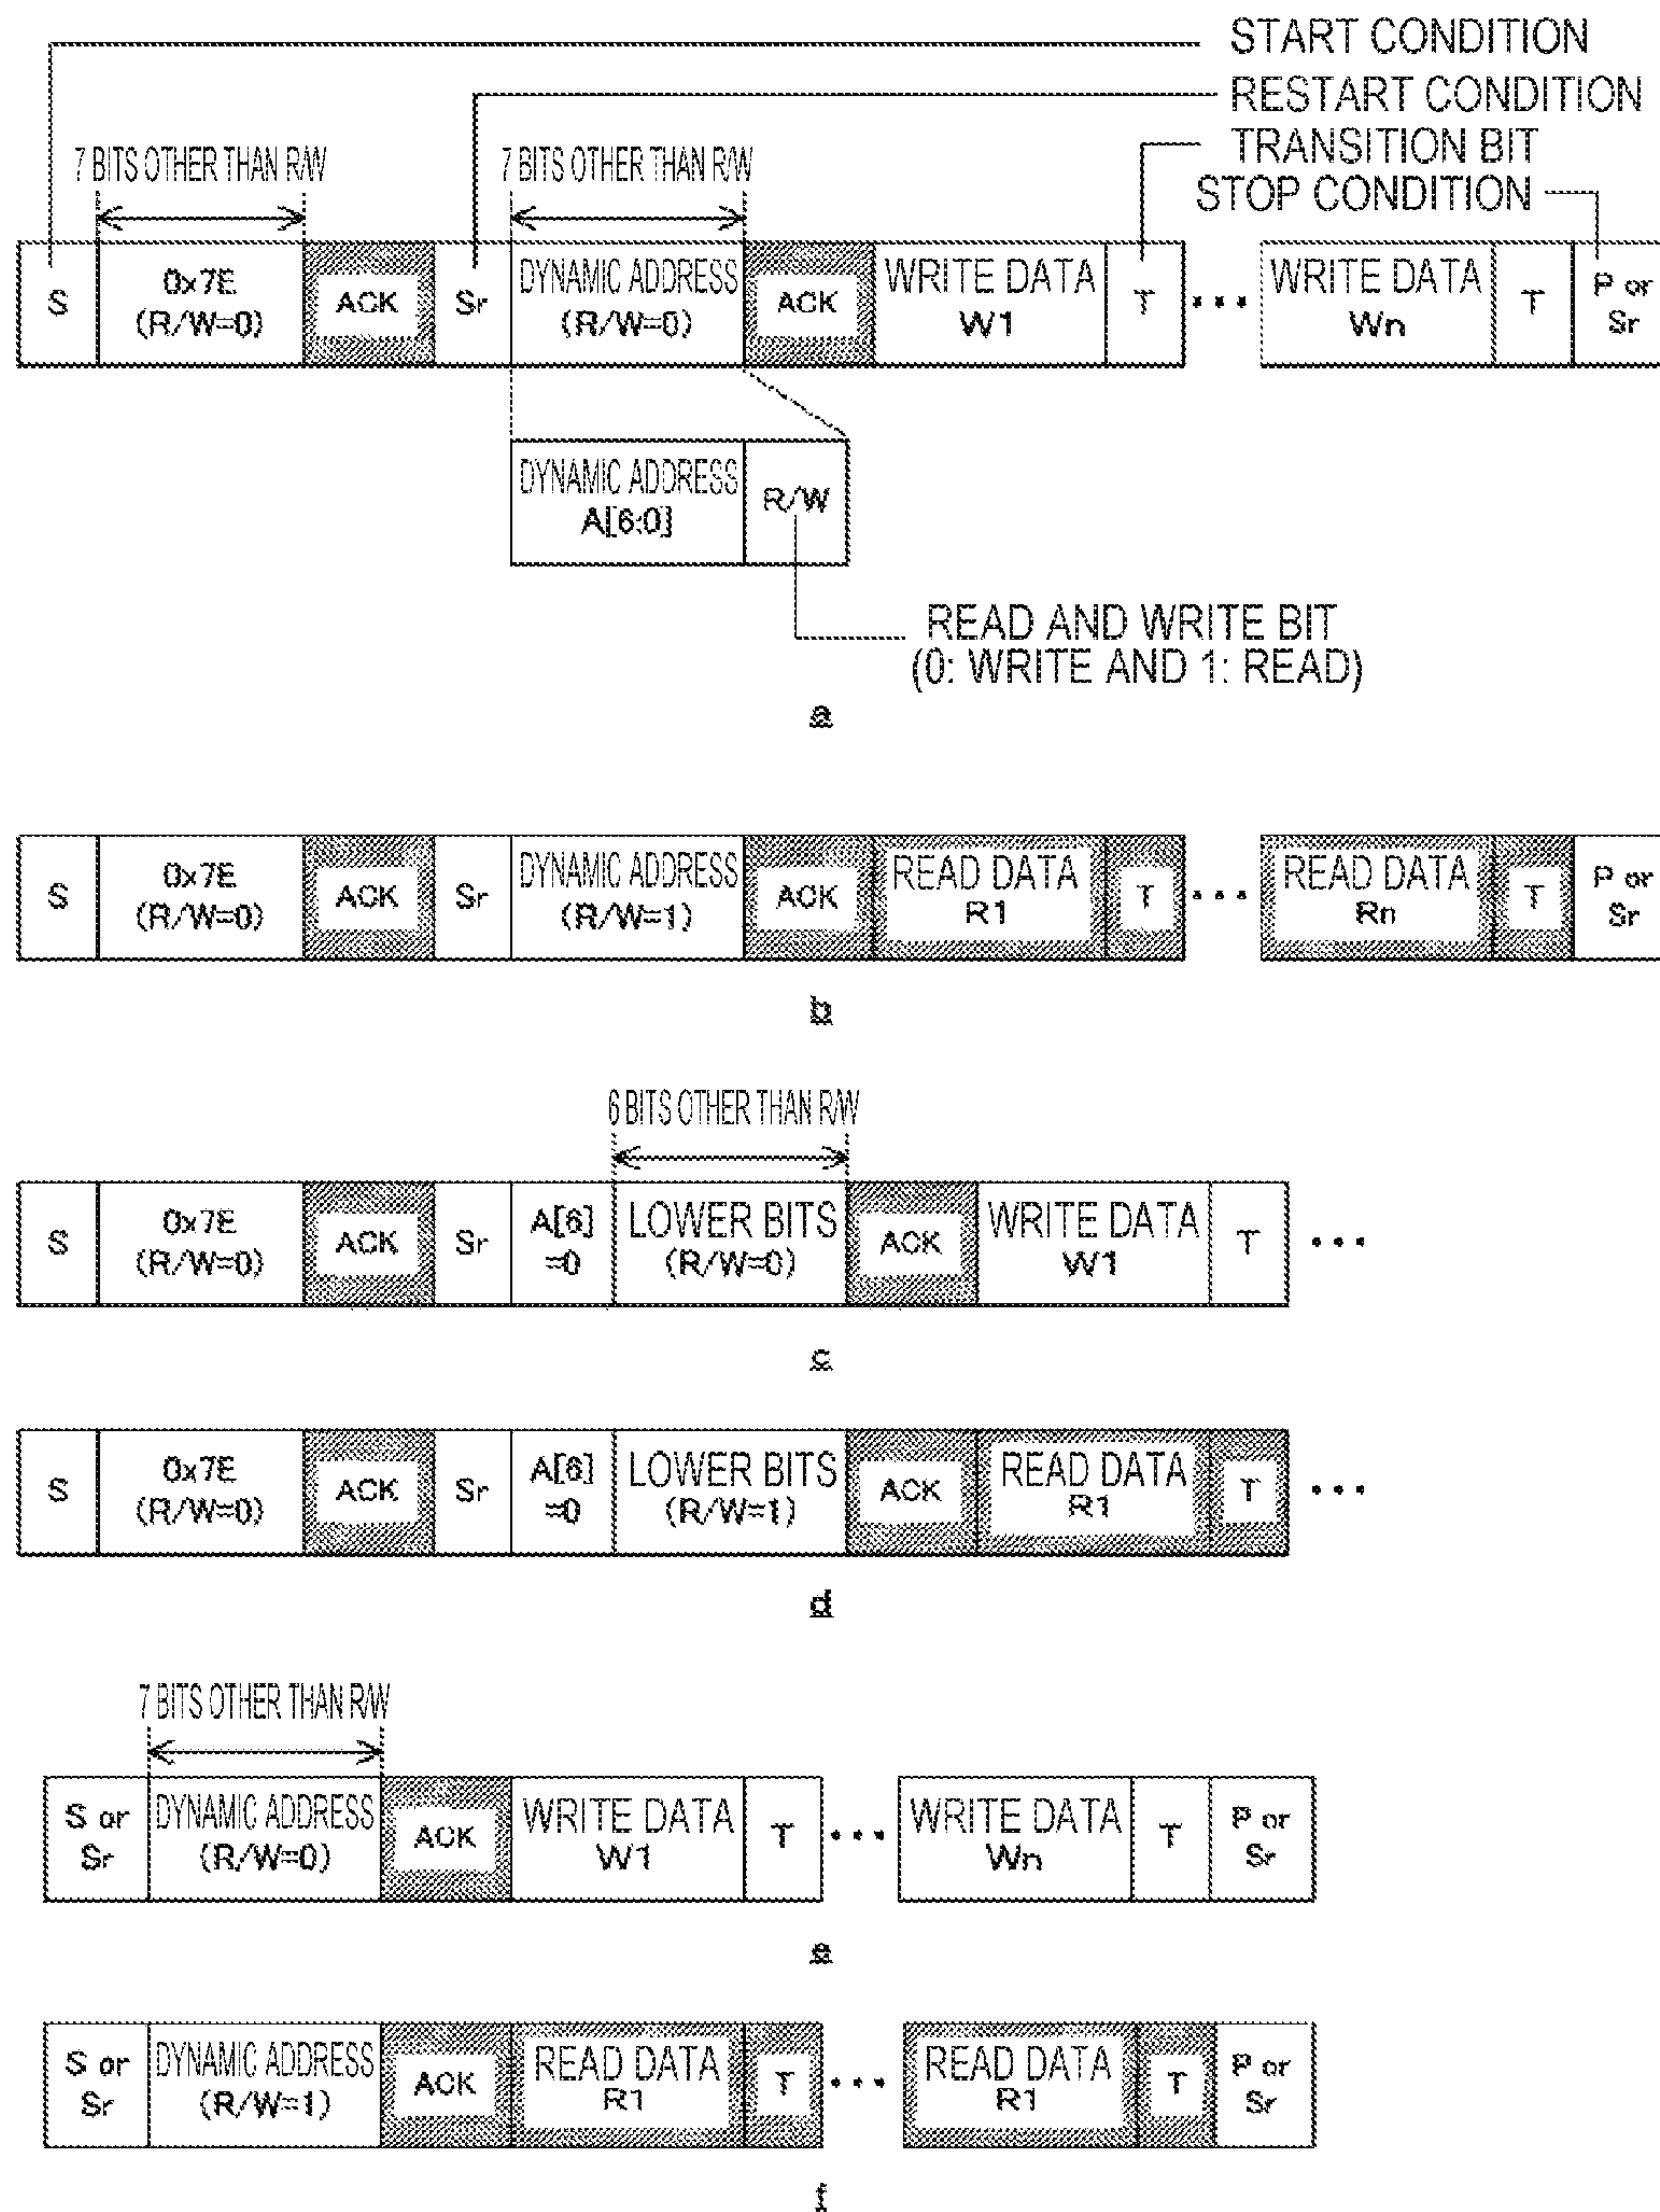 START CONDITION
RESTART CONDITION
TRANSITION BIT
STOP CONDITION
7 BITS OTHER THAN R/W
7 BITS OTHER THAN R/W
S
0x7E
(R/W=0)
ACK
Sr
DYNAMIC ADDRESS
(R/W=0)
ACK
WRITE DATA
W1
T
...
WRITE DATA
Wn
T
P or
Sr
DYNAMIC ADDRESS
A[6:0]
R/W
READ AND WRITE BIT
(0: WRITE AND 1: READ)
a
S
0x7E
(R/W=0)
ACK
Sr
DYNAMIC ADDRESS
(R/W=1)
ACK
READ DATA
R1
T
...
READ DATA
Rn
T
P or
Sr
b
6 BITS OTHER THAN R/W
S
0x7E
(R/W=0)
ACK
Sr
A[6]
=0
LOWER BITS
(R/W=0)
ACK
WRITE DATA
W1
T
...
c
S
0x7E
(R/W=0)
ACK
Sr
A[6]
=0
LOWER BITS
(R/W=1)
ACK
READ DATA
R1
T
...
d
7 BITS OTHER THAN R/W
S or
Sr
DYNAMIC ADDRESS
(R/W=0)
ACK
WRITE DATA
W1
T
...
WRITE DATA
Wn
T
P or
Sr
e
S or
Sr
DYNAMIC ADDRESS
(R/W=1)
ACK
READ DATA
R1
T
...
READ DATA
R1
T
P or
Sr
f